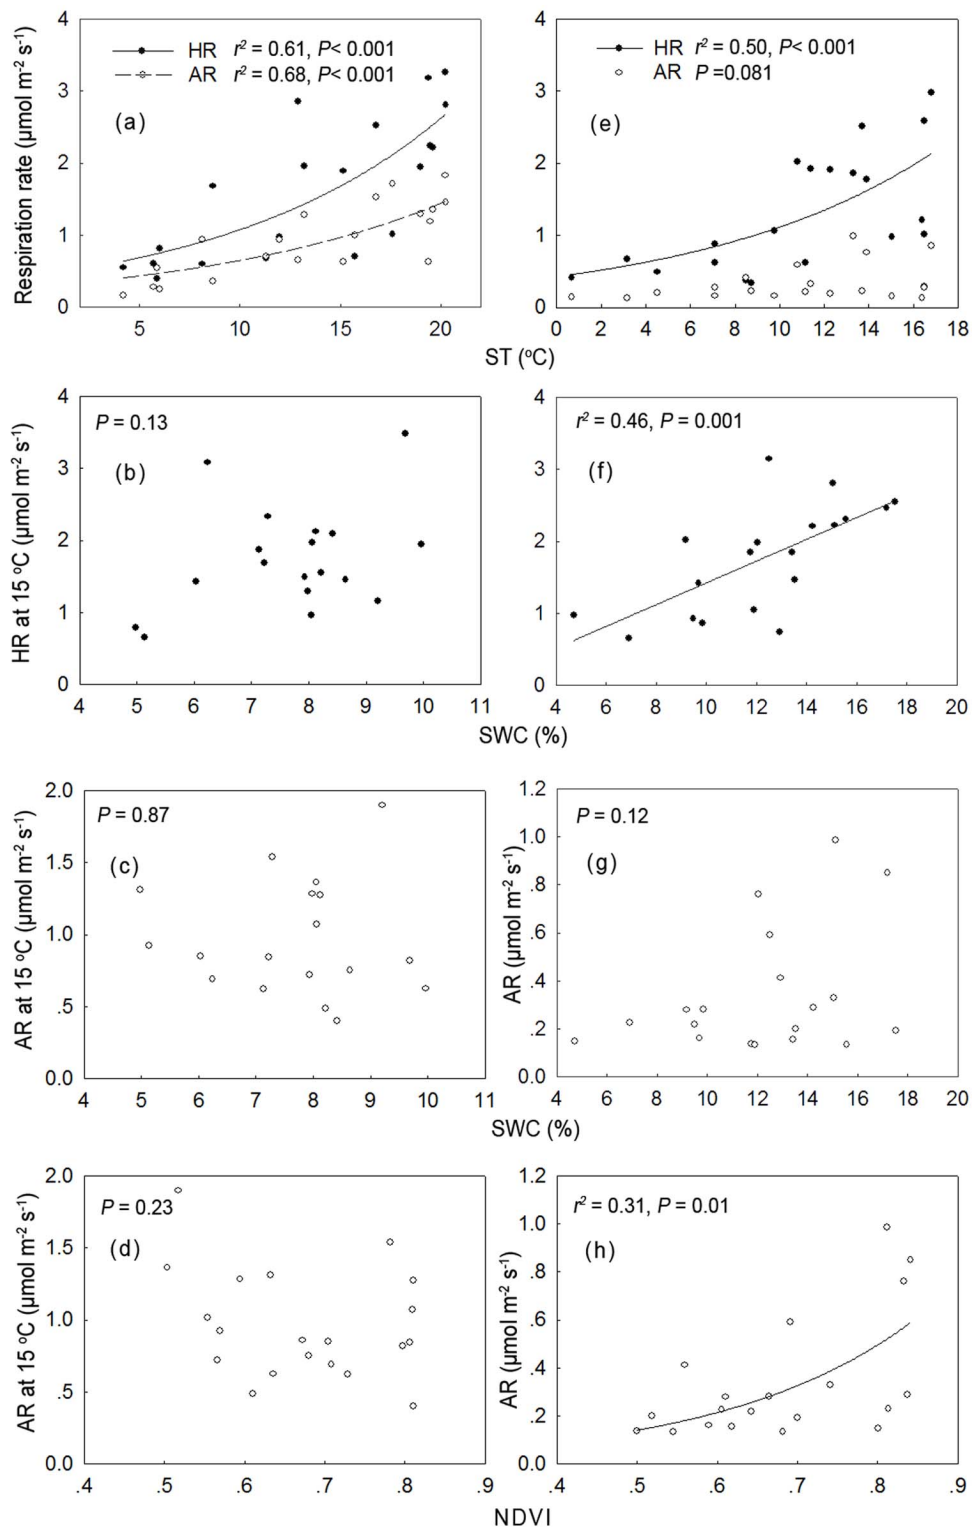 Respiration rate (µmol m⁻² s⁻¹)
4
3
2
1
0
HR r² = 0.61, P< 0.001
AR r² = 0.68, P<0.001
(a)
5 10 15 20
4
3
2
1
0
HR r² = 0.50, P< 0.001
AR P =0.081
(e)
0 2 4 6 8 10 12 14 16 18
ST (ºC)
HR at 15 ºC (µmol m⁻² s⁻¹)
4
3
2
1
0
P = 0.13
(b)
4 5 6 7 8 9 10 11
4
3
2
1
0
r² = 0.46, P = 0.001
(f)
4 6 8 10 12 14 16 18 20
SWC (%)
AR at 15 ºC (µmol m⁻² s⁻¹)
2.0
1.5
1.0
.5
0.0
P = 0.87
(c)
4 5 6 7 8 9 10 11
AR (µmol m⁻² s⁻¹)
1.2
1.0
.8
.6
.4
.2
0.0
P = 0.12
(g)
4 6 8 10 12 14 16 18 20
SWC (%)
AR at 15 ºC (µmol m⁻² s⁻¹)
2.0
1.5
1.0
.5
0.0
P = 0.23
(d)
.4 .5 .6 .7 .8 .9
AR (µmol m⁻² s⁻¹)
1.2
1.0
.8
.6
.4
.2
0.0
r² = 0.31, P = 0.01
(h)
.4 .5 .6 .7 .8 .9
NDVI